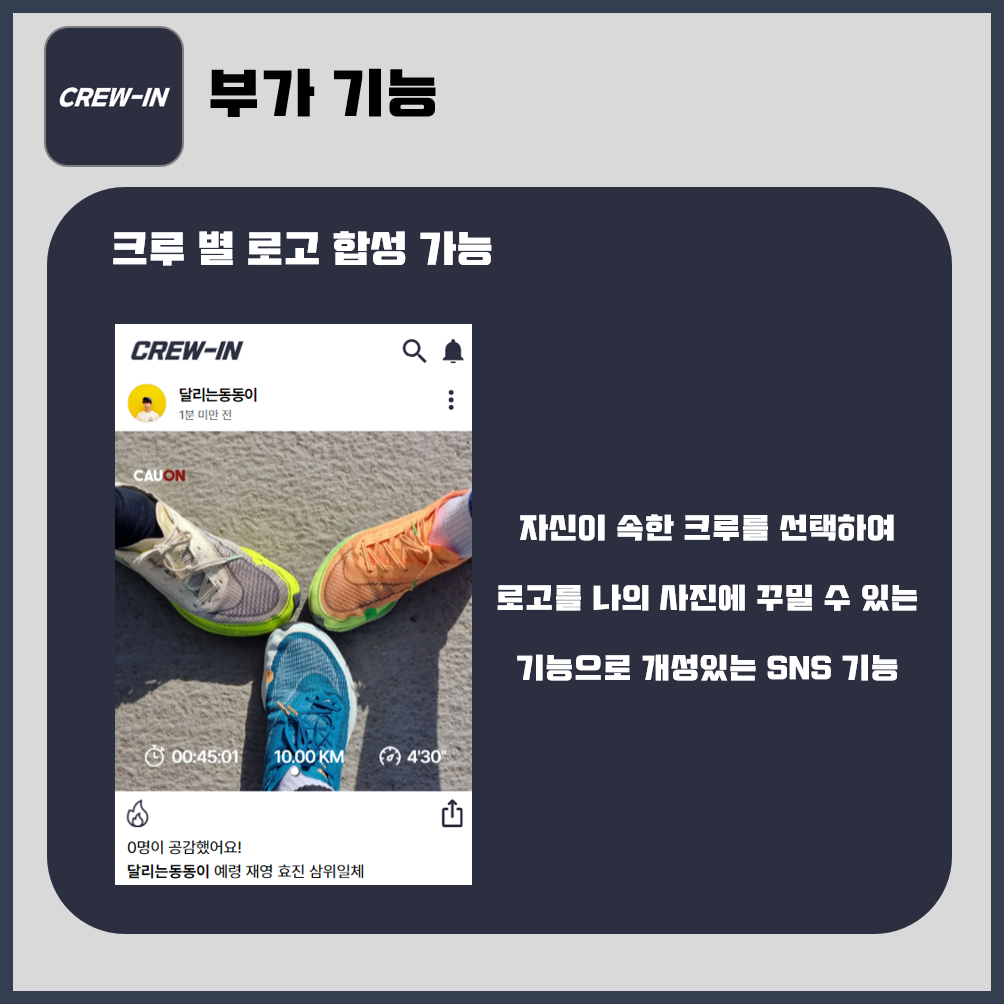 CREW-IN
부가 기능
크루 별 로고 합성 가능
CREW-IN
달리는동동이
1분 미만 전
CAUON
00:45:01 10.00 KM 4'30"
0명이 공감했어요!
달리는동동이 예령 재영 효진 삼위일체
자신이 속한 크루를 선택하여
로고를 나의 사진에 꾸밀 수 있는
기능으로 개성있는 SNS 기능